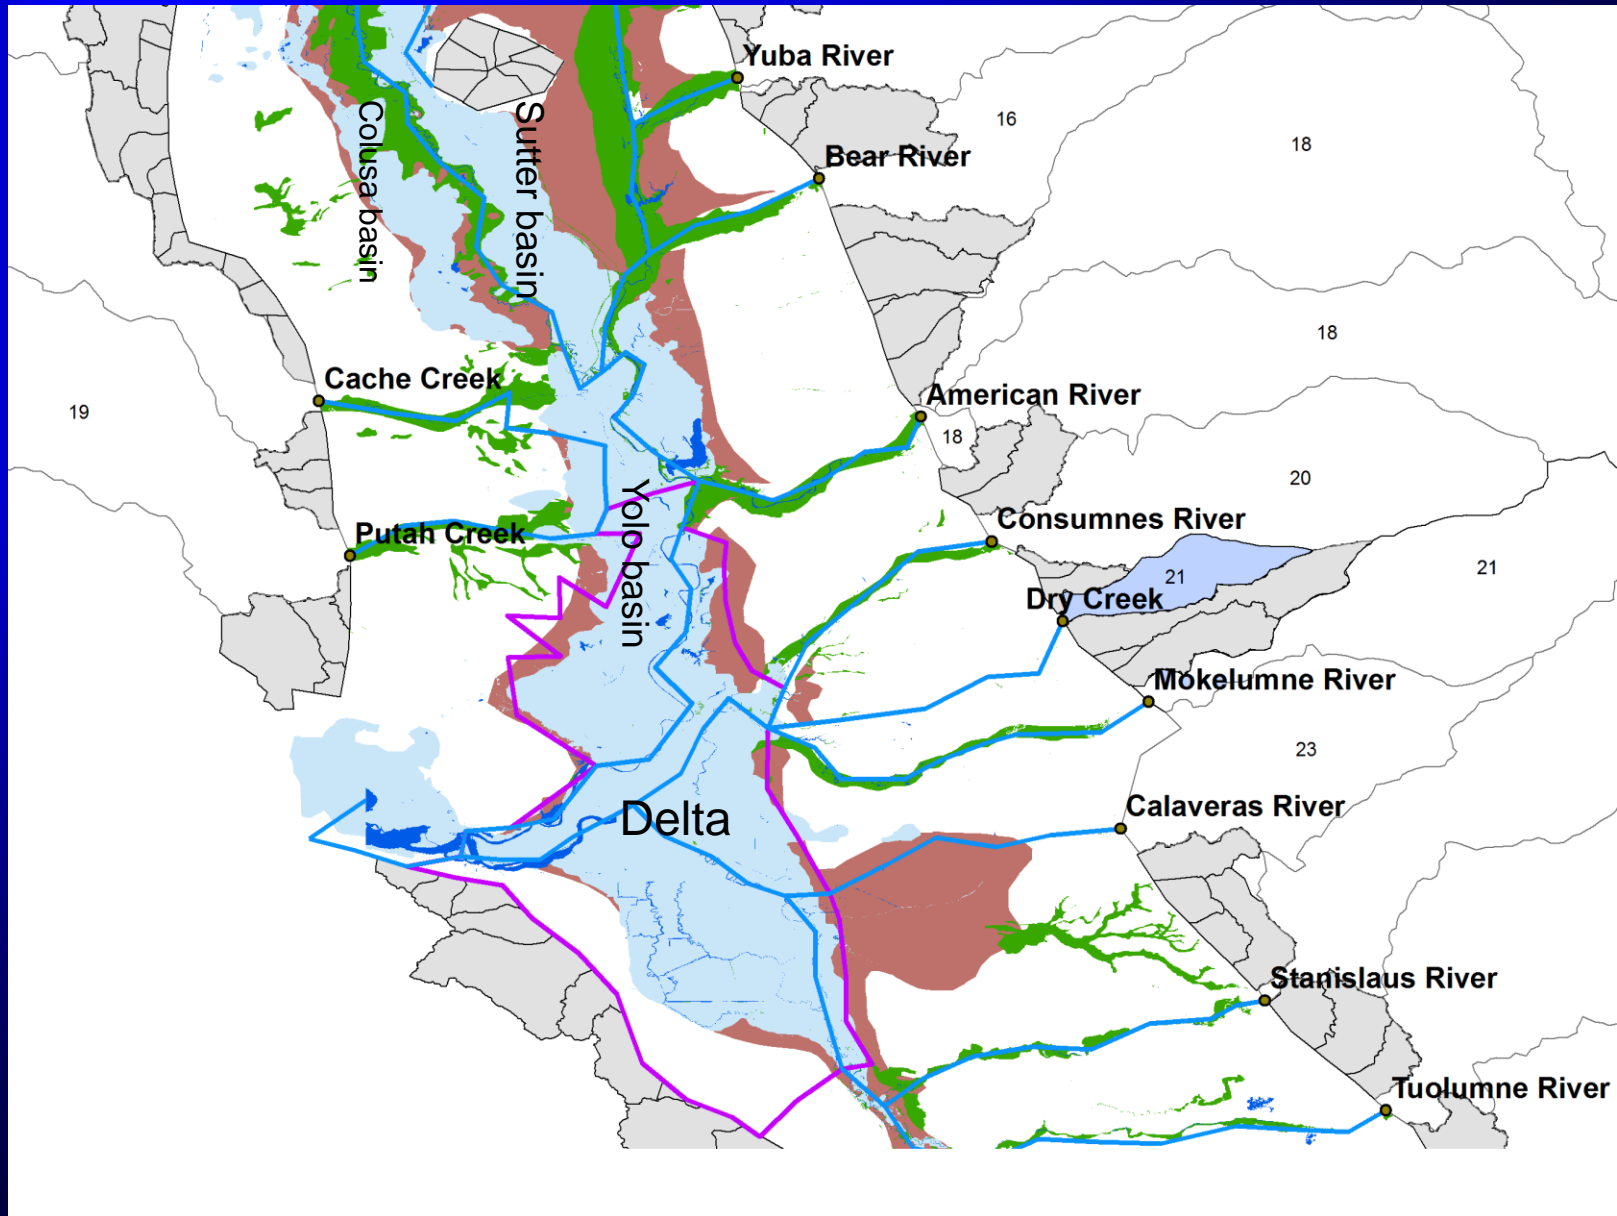 Yuba River
16
18
Colusa basin
Sutter basin
Bear River
18
Cache Creek
American River
19
18
20
Yolo basin
Putah Creek
Consumnes River
21
21
Dry Creek
Mokelumne River
23
Delta
Calaveras River
Stanislaus River
Tuolumne River